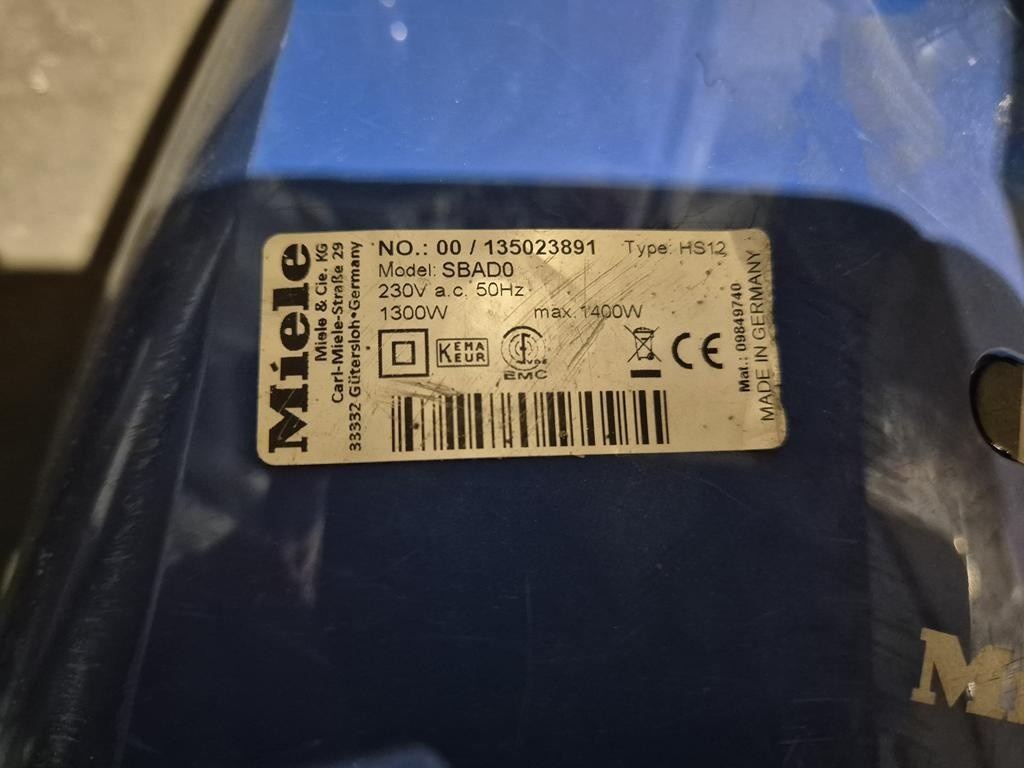 Miele
Miele & Cie. KG
Carl-Miele-Straße 29
33332 Gütersloh•Germany
NO.: 00 / 135023891 Type: HS12
Model: SBAD0
230V a.c. 50Hz
1300W max.1400W
KEMA
KEUR
VDE
EMC
CE
Mat.: 09849740
MADE IN GERMANY